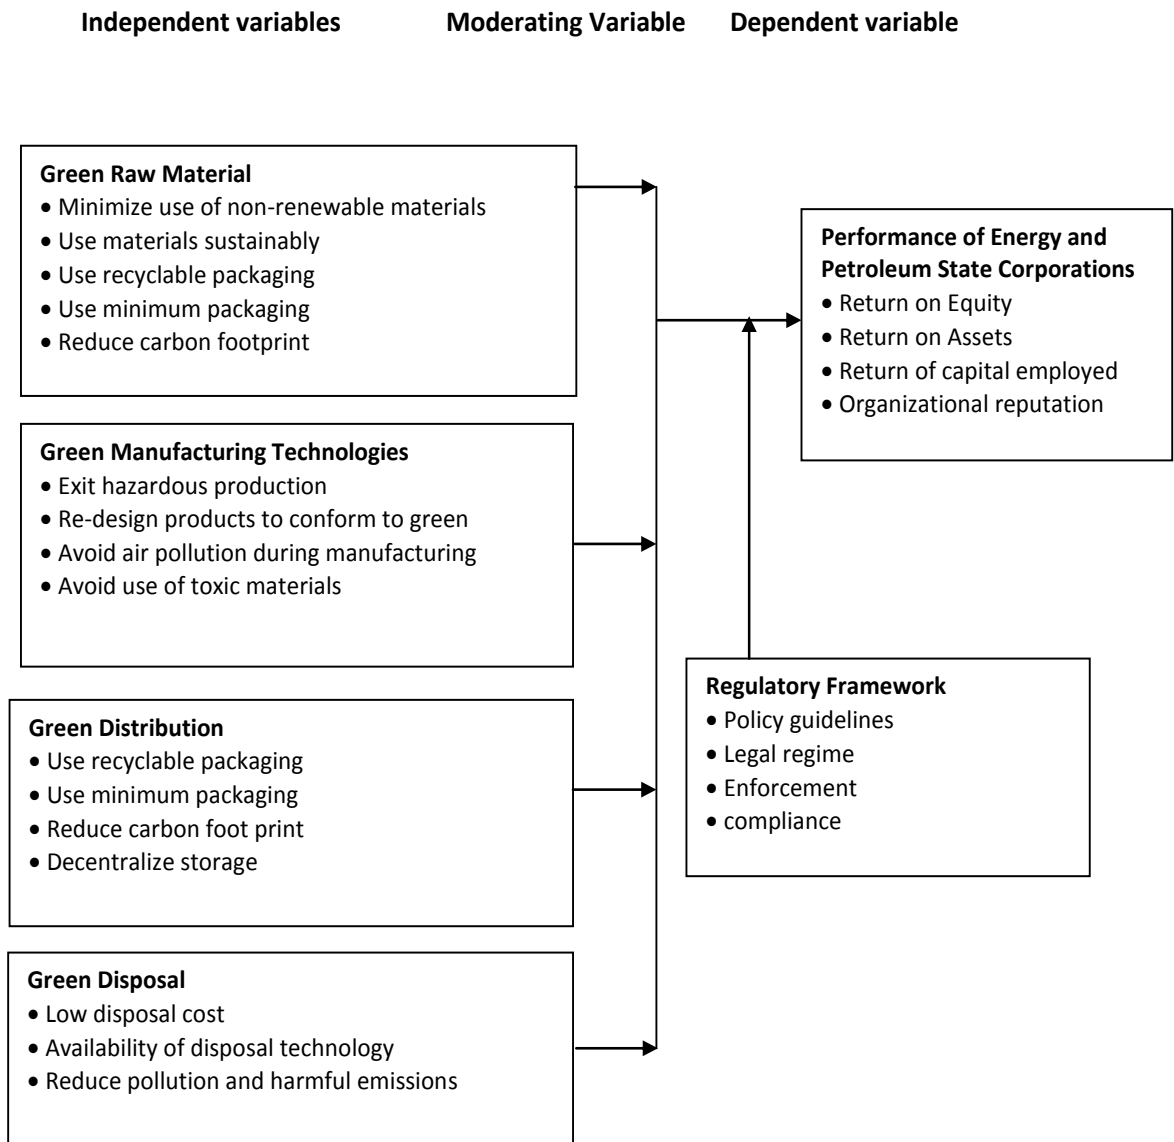 Independent variables
Moderating Variable
Dependent variable
Green Raw Material
• Minimize use of non-renewable materials
• Use materials sustainably
• Use recyclable packaging
• Use minimum packaging
• Reduce carbon footprint
Green Manufacturing Technologies
• Exit hazardous production
• Re-design products to conform to green
• Avoid air pollution during manufacturing
• Avoid use of toxic materials
Green Distribution
• Use recyclable packaging
• Use minimum packaging
• Reduce carbon foot print
• Decentralize storage
Green Disposal
• Low disposal cost
• Availability of disposal technology
• Reduce pollution and harmful emissions
Regulatory Framework
• Policy guidelines
• Legal regime
• Enforcement
• compliance
Performance of Energy and
Petroleum State Corporations
• Return on Equity
• Return on Assets
• Return of capital employed
• Organizational reputation